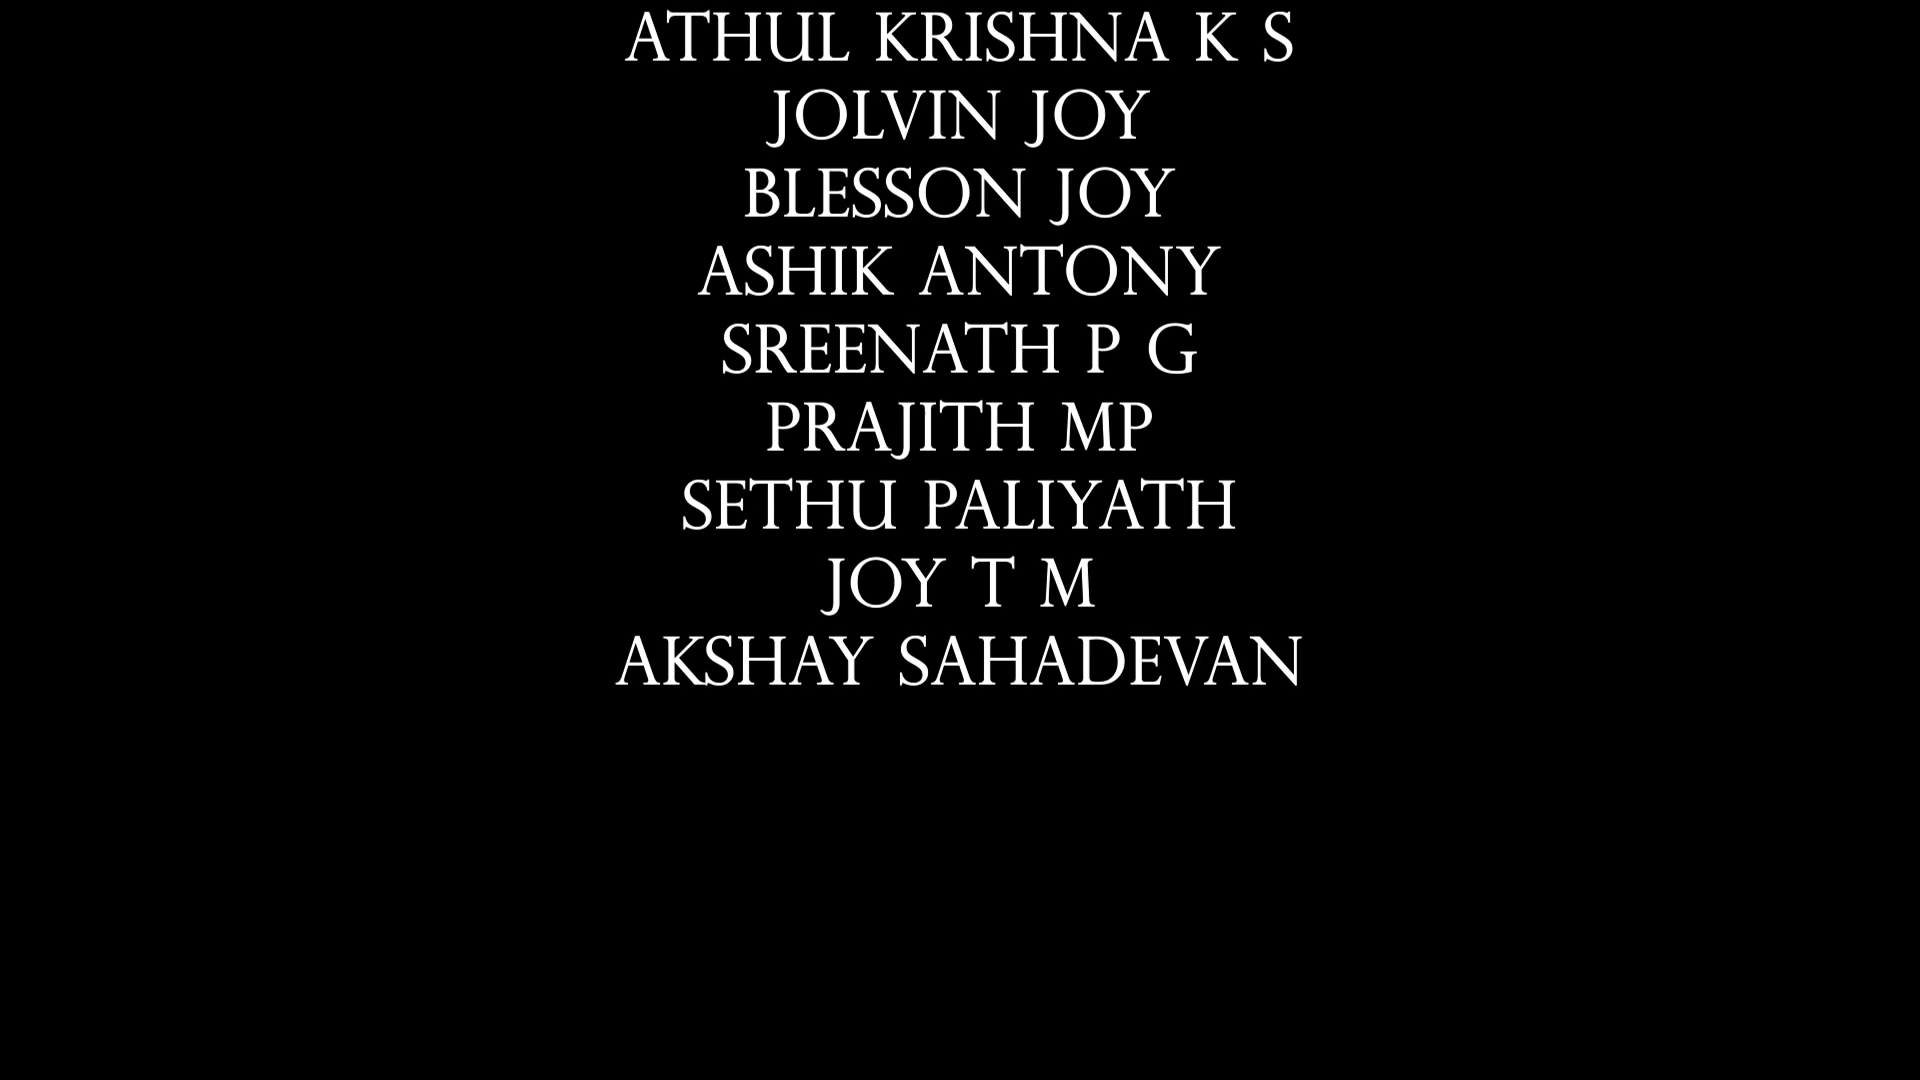 ATHUL KRISHNA K S
JOLVIN JOY
BLESSON JOY
ASHIK ANTONY
SREENATH P G
PRAJITH MP
SETHU PALIYATH
JOY T M
AKSHAY SAHADEVAN